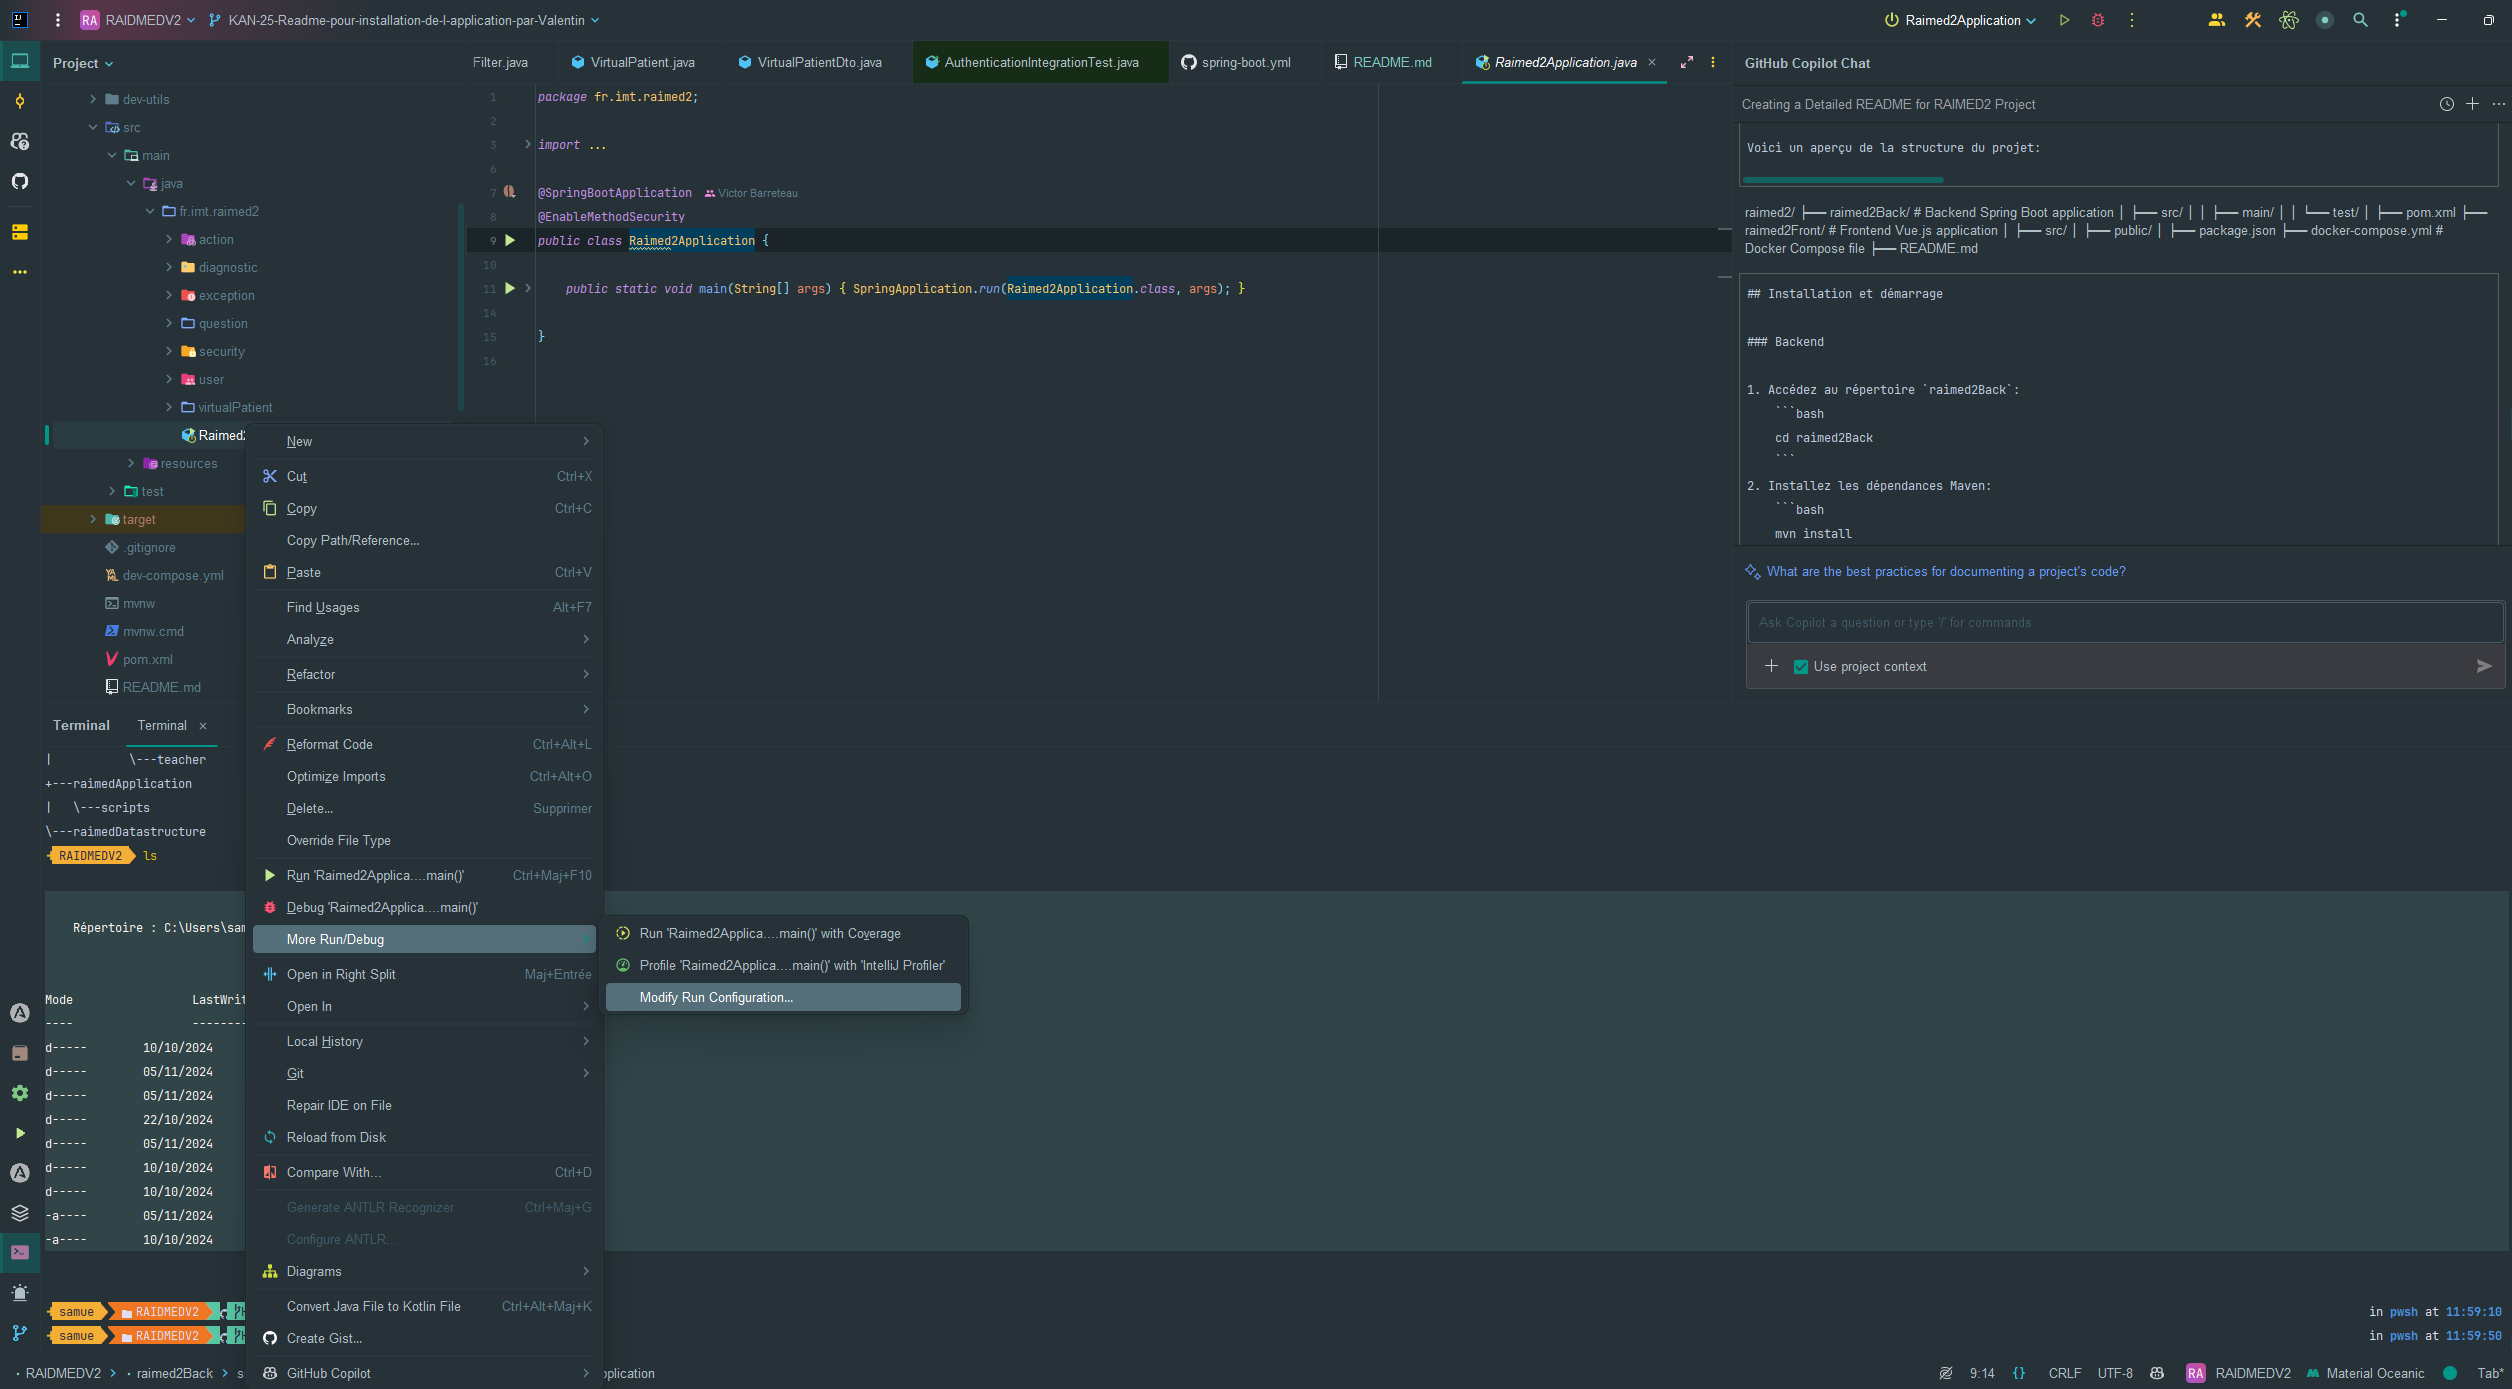 RA RAIDMEDV2 KAN-25-Readme-pour-installation-de-l-application-par-Valentin Raimed2Application
Project
Filter.java VirtualPatient.java VirtualPatientDto.java AuthenticationIntegrationTest.java spring-boot.yml README.md Raimed2Application.java
GitHub Copilot Chat
dev-utils
src
main
java
fr.imt.raimed2
action
diagnostic
exception
question
security
user
virtualPatient
Raimed2
resources
test
target
.gitignore
dev-compose.yml
mvnw
mvnw.cmd
pom.xml
README.md
1 package fr.imt.raimed2;
2
3 import ...
6
7 @SpringBootApplication Victor Barreteau
8 @EnableMethodSecurity
9 public class Raimed2Application {
10
11 public static void main(String[] args) { SpringApplication.run(Raimed2Application.class, args); }
14
15 }
16
Creating a Detailed README for RAIMED2 Project
Voici un aperçu de la structure du projet:
raimed2/ ├── raimed2Back/ # Backend Spring Boot application │ ├── src/ │ │ ├── main/ │ │ └── test/ │ ├── pom.xml ├──
raimed2Front/ # Frontend Vue.js application │ ├── src/ │ ├── public/ │ ├── package.json ├── docker-compose.yml #
Docker Compose file ├── README.md
## Installation et démarrage
### Backend
1. Accédez au répertoire `raimed2Back`:
```bash
cd raimed2Back
```
2. Installez les dépendances Maven:
```bash
mvn install
What are the best practices for documenting a project's code?
Ask Copilot a question or type '/' for commands
Use project context
New
Cut Ctrl+X
Copy Ctrl+C
Copy Path/Reference...
Paste Ctrl+V
Find Usages Alt+F7
Analyze
Refactor
Bookmarks
Reformat Code Ctrl+Alt+L
Optimize Imports Ctrl+Alt+O
Delete... Supprimer
Override File Type
Run 'Raimed2Applica....main()' Ctrl+Maj+F10
Debug 'Raimed2Applica....main()'
More Run/Debug
Open in Right Split Maj+Entrée
Open In
Local History
Git
Repair IDE on File
Reload from Disk
Compare With... Ctrl+D
Generate ANTLR Recognizer Ctrl+Maj+G
Configure ANTLR...
Diagrams
Convert Java File to Kotlin File Ctrl+Alt+Maj+K
Create Gist...
GitHub Copilot
Run 'Raimed2Applica....main()' with Coverage
Profile 'Raimed2Applica....main()' with 'IntelliJ Profiler'
Modify Run Configuration...
Terminal Terminal
| \---teacher
+---raimedApplication
| \---scripts
\---raimedDatastructure
RAIDMEDV2 ls
Répertoire : C:\Users\sam
Mode LastWrit
---- --------
d----- 10/10/2024
d----- 05/11/2024
d----- 05/11/2024
d----- 22/10/2024
d----- 05/11/2024
d----- 10/10/2024
d----- 10/10/2024
-a---- 05/11/2024
-a---- 10/10/2024
samue RAIDMEDV2 in pwsh at 11:59:10
samue RAIDMEDV2 in pwsh at 11:59:50
RAIDMEDV2 > raimed2Back > s plication 9:14 {} CRLF UTF-8 RA RAIDMEDV2 Material Oceanic Tab*